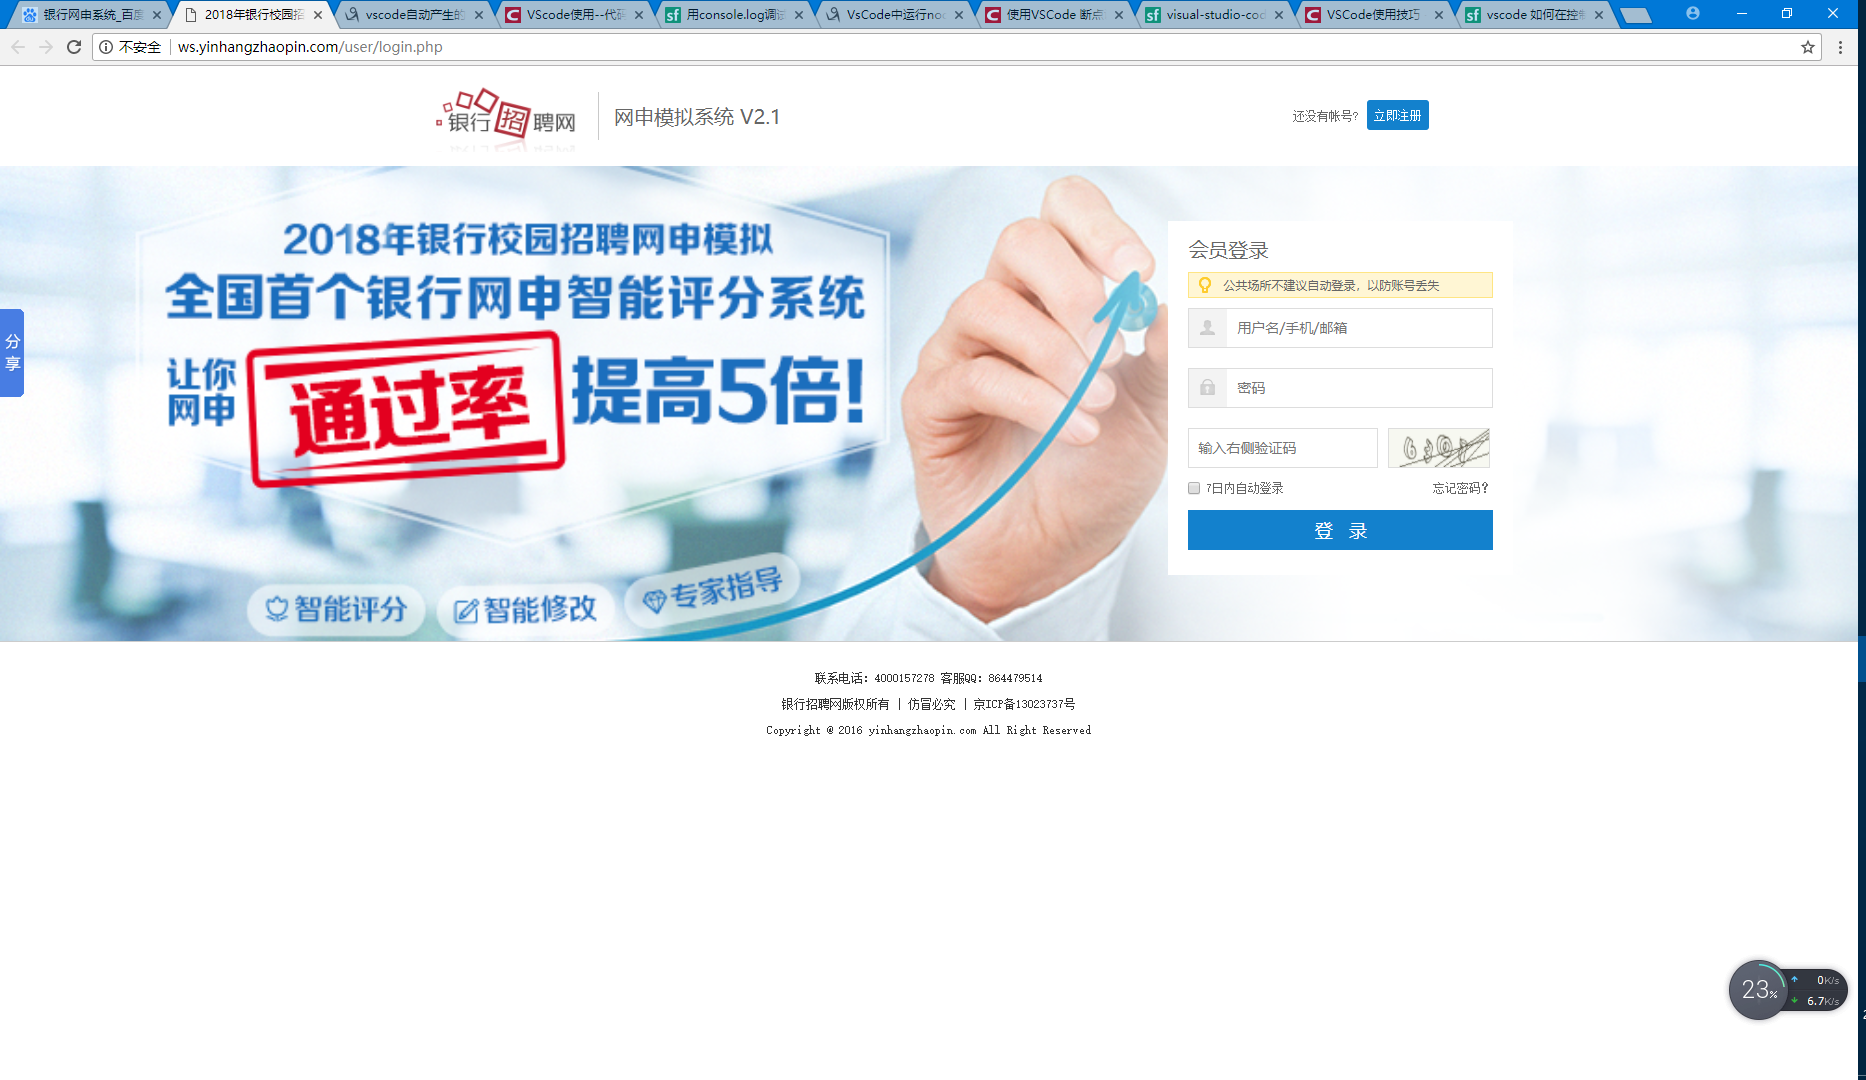 银行网申系统_百度
2018年银行校园招
vscode自动产生的
VScode使用--代码
用console.log调试
VsCode中运行nod
使用VSCode 断点
visual-studio-cod
VSCode使用技巧
vscode 如何在控制
不安全 ws.yinhangzhaopin.com/user/login.php
银行招聘网
网申模拟系统 V2.1
还没有帐号? 立即注册
2018年银行校园招聘网申模拟
全国首个银行网申智能评分系统
让你网申
通过率
提高5倍!
智能评分
智能修改
专家指导
分享
会员登录
公共场所不建议自动登录，以防账号丢失
用户名/手机/邮箱
密码
输入右侧验证码
7日内自动登录 忘记密码?
登 录
联系电话: 4000157278 客服QQ: 864479514
银行招聘网版权所有 | 仿冒必究 | 京ICP备13023737号
Copyright @ 2016 yinhangzhaopin.com All Right Reserved
23%
0K/s
6.7K/s